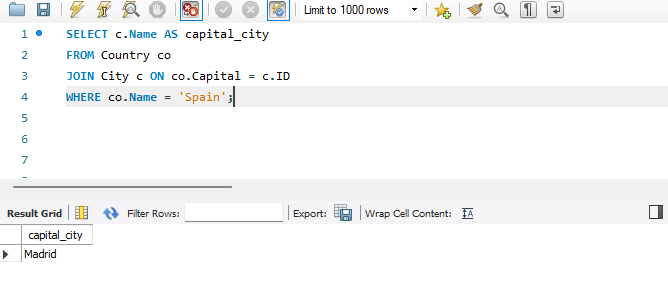 Limit to 1000 rows
1 SELECT c.Name AS capital_city
2 FROM Country co
3 JOIN City c ON co.Capital = c.ID
4 WHERE co.Name = 'Spain';
5
6
7
Result Grid Filter Rows: Export: Wrap Cell Content: IA
capital_city
Madrid